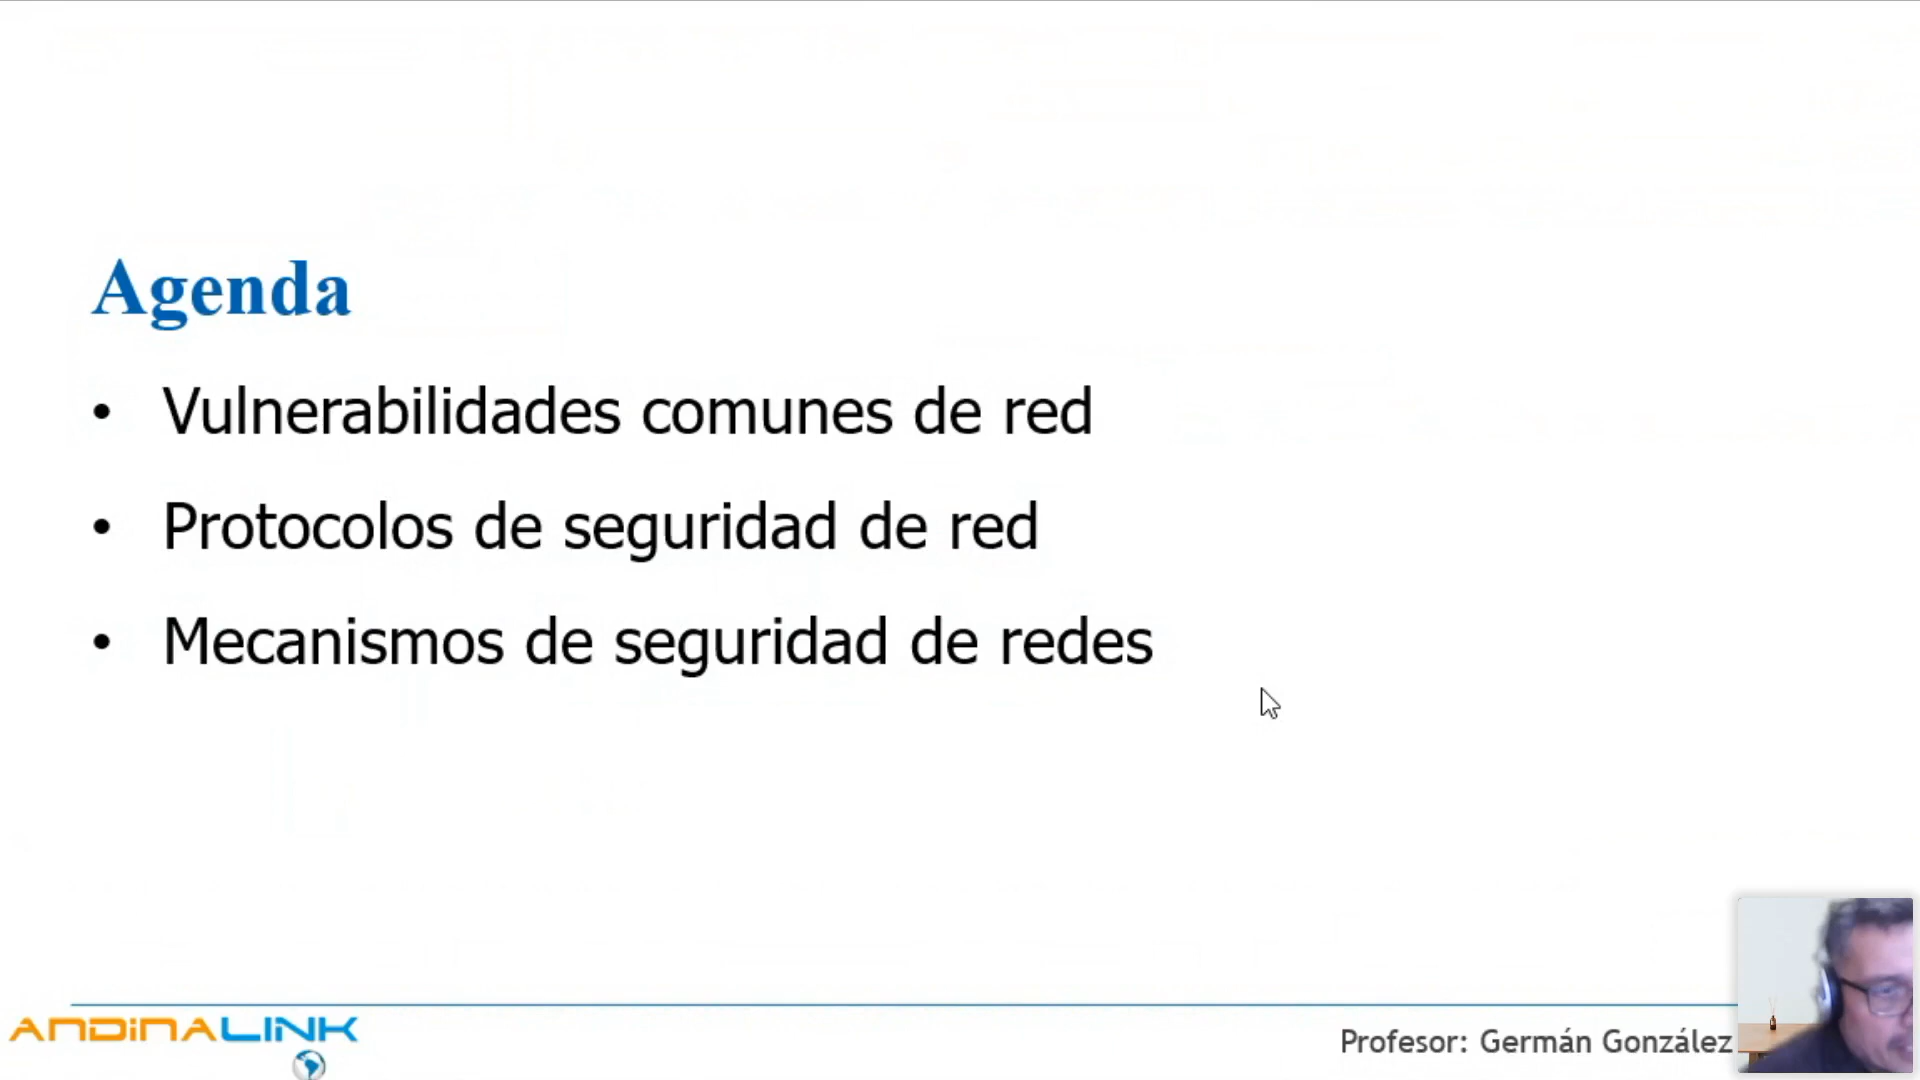 Agenda
• Vulnerabilidades comunes de red
• Protocolos de seguridad de red
• Mecanismos de seguridad de redes
ANDINALINK
Profesor: Germán González